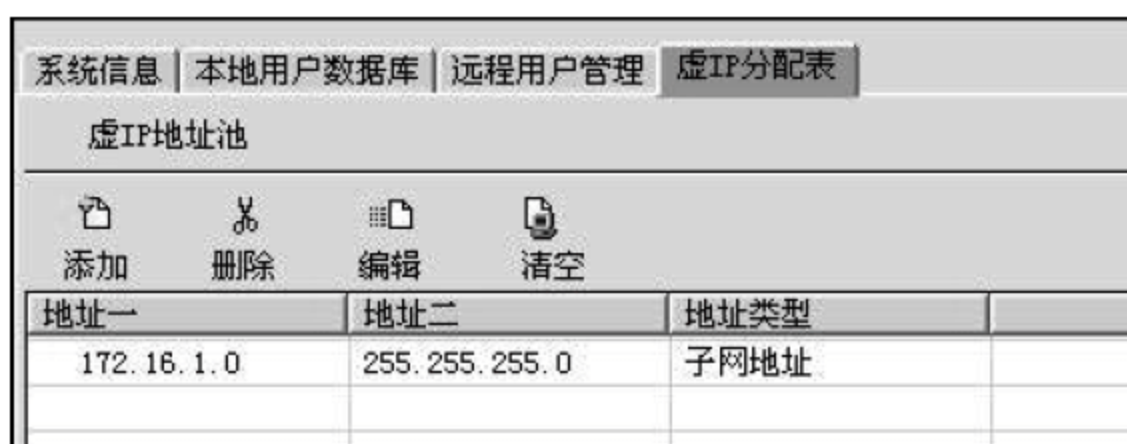 系统信息 本地用户数据库 远程用户管理 虚IP分配表
虚IP地址池
添加 删除 编辑 清空
地址一 地址二 地址类型
172.16.1.0 255.255.255.0 子网地址